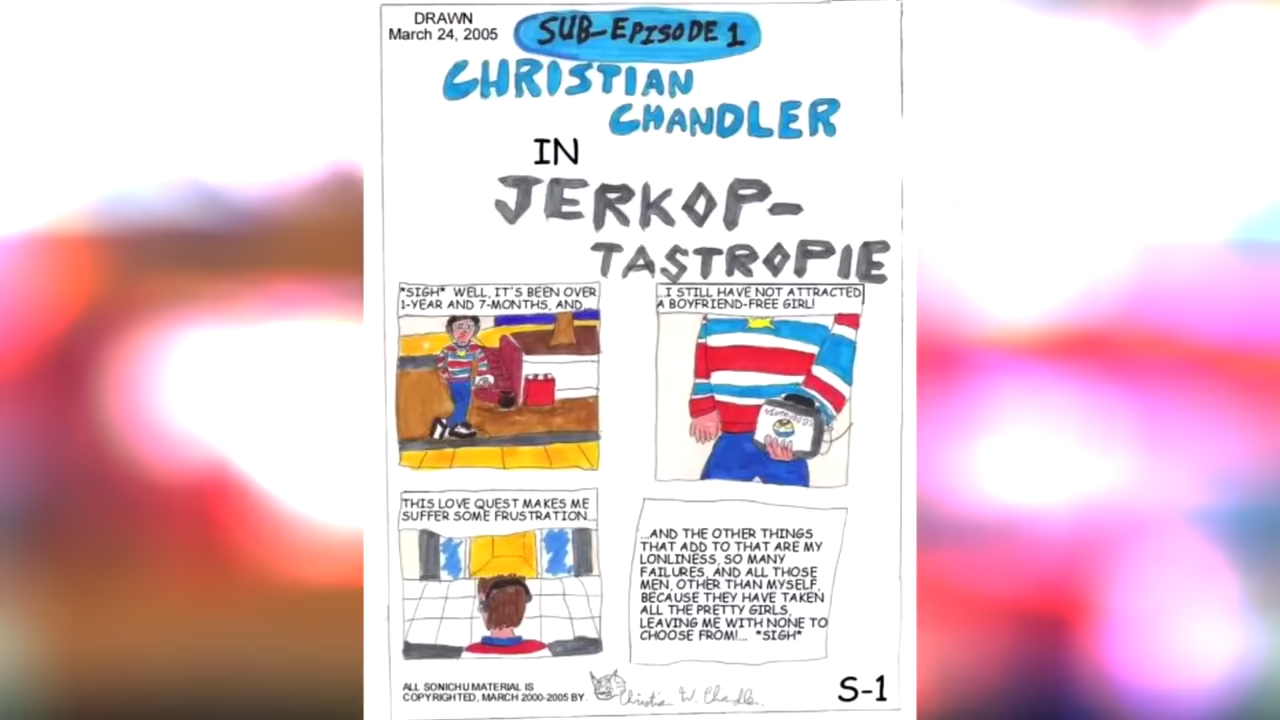 DRAWN
March 24, 2005
SUB-EPISODE 1
CHRISTIAN
CHANDLER
IN
JERKOP-
TASTROPIE
*SIGH* WELL, IT'S BEEN OVER
1-YEAR AND 7-MONTHS, AND...
...I STILL HAVE NOT ATTRACTED
A BOYFRIEND-FREE GIRL!
THIS LOVE QUEST MAKES ME
SUFFER SOME FRUSTRATION...
...AND THE OTHER THINGS
THAT ADD TO THAT ARE MY
LONLINESS, SO MANY
FAILURES, AND ALL THOSE
MEN, OTHER THAN MYSELF,
BECAUSE THEY HAVE TAKEN
ALL THE PRETTY GIRLS,
LEAVING ME WITH NONE TO
CHOOSE FROM!... *SIGH*
ALL SONICHU MATERIAL IS
COPYRIGHTED, MARCH 2000-2005 BY.
Christian W. Chandler.
S-1